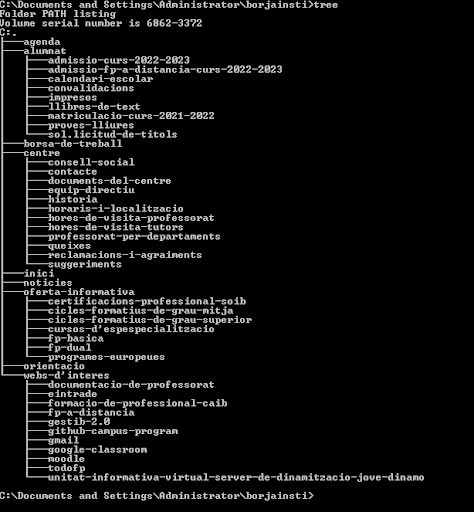 C:\Documents and Settings\Administrator\borjainsti>tree
Folder PATH listing
Volume serial number is 6862-3372
C:.
├───agenda
├───alumnat
│   ├───admissio-curs-2022-2023
│   ├───admissio-fp-a-distancia-curs-2022-2023
│   ├───calendari-escolar
│   ├───convalidacions
│   ├───impresos
│   ├───llibres-de-text
│   ├───matriculacio-curs-2021-2022
│   ├───proves-lliures
│   └───sol.licitud-de-titols
├───borsa-de-treball
├───centre
│   ├───consell-social
│   ├───contacte
│   ├───documents-del-centre
│   ├───equip-directiu
│   ├───historia
│   ├───horaris-i-localitzacio
│   ├───hores-de-visita-professorat
│   ├───hores-de-visita-tutors
│   ├───professorat-per-departaments
│   ├───queixes
│   ├───reclamacions-i-agraiments
│   └───suggeriments
├───inici
├───noticies
├───oferta-informativa
│   ├───certificacions-professional-soib
│   ├───cicles-formatius-de-grau-mitja
│   ├───cicles-formatius-de-grau-superior
│   ├───cursos-d'espespecialitzacio
│   ├───fp-basica
│   ├───fp-dual
│   └───programes-europeues
├───orientacio
└───webs-d'interes
    ├───documentacio-de-professorat
    ├───eintrade
    ├───formacio-de-professional-caib
    ├───fp-a-distancia
    ├───gestib-2.0
    ├───github-campus-program
    ├───gmail
    ├───google-classroom
    ├───moodle
    ├───todofp
    └───unitat-informativa-virtual-server-de-dinamitzacio-jove-dinamo
C:\Documents and Settings\Administrator\borjainsti>